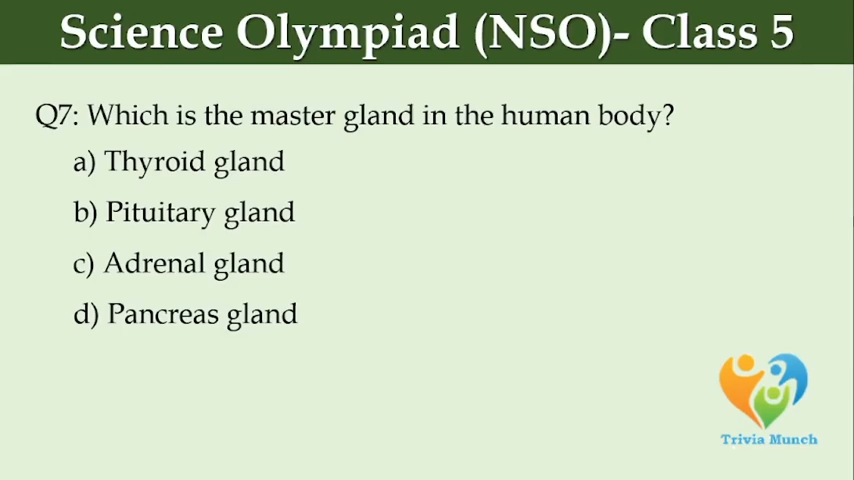 Science Olympiad (NSO)- Class 5
Q7: Which is the master gland in the human body?
a) Thyroid gland
b) Pituitary gland
c) Adrenal gland
d) Pancreas gland
Trivia Munch